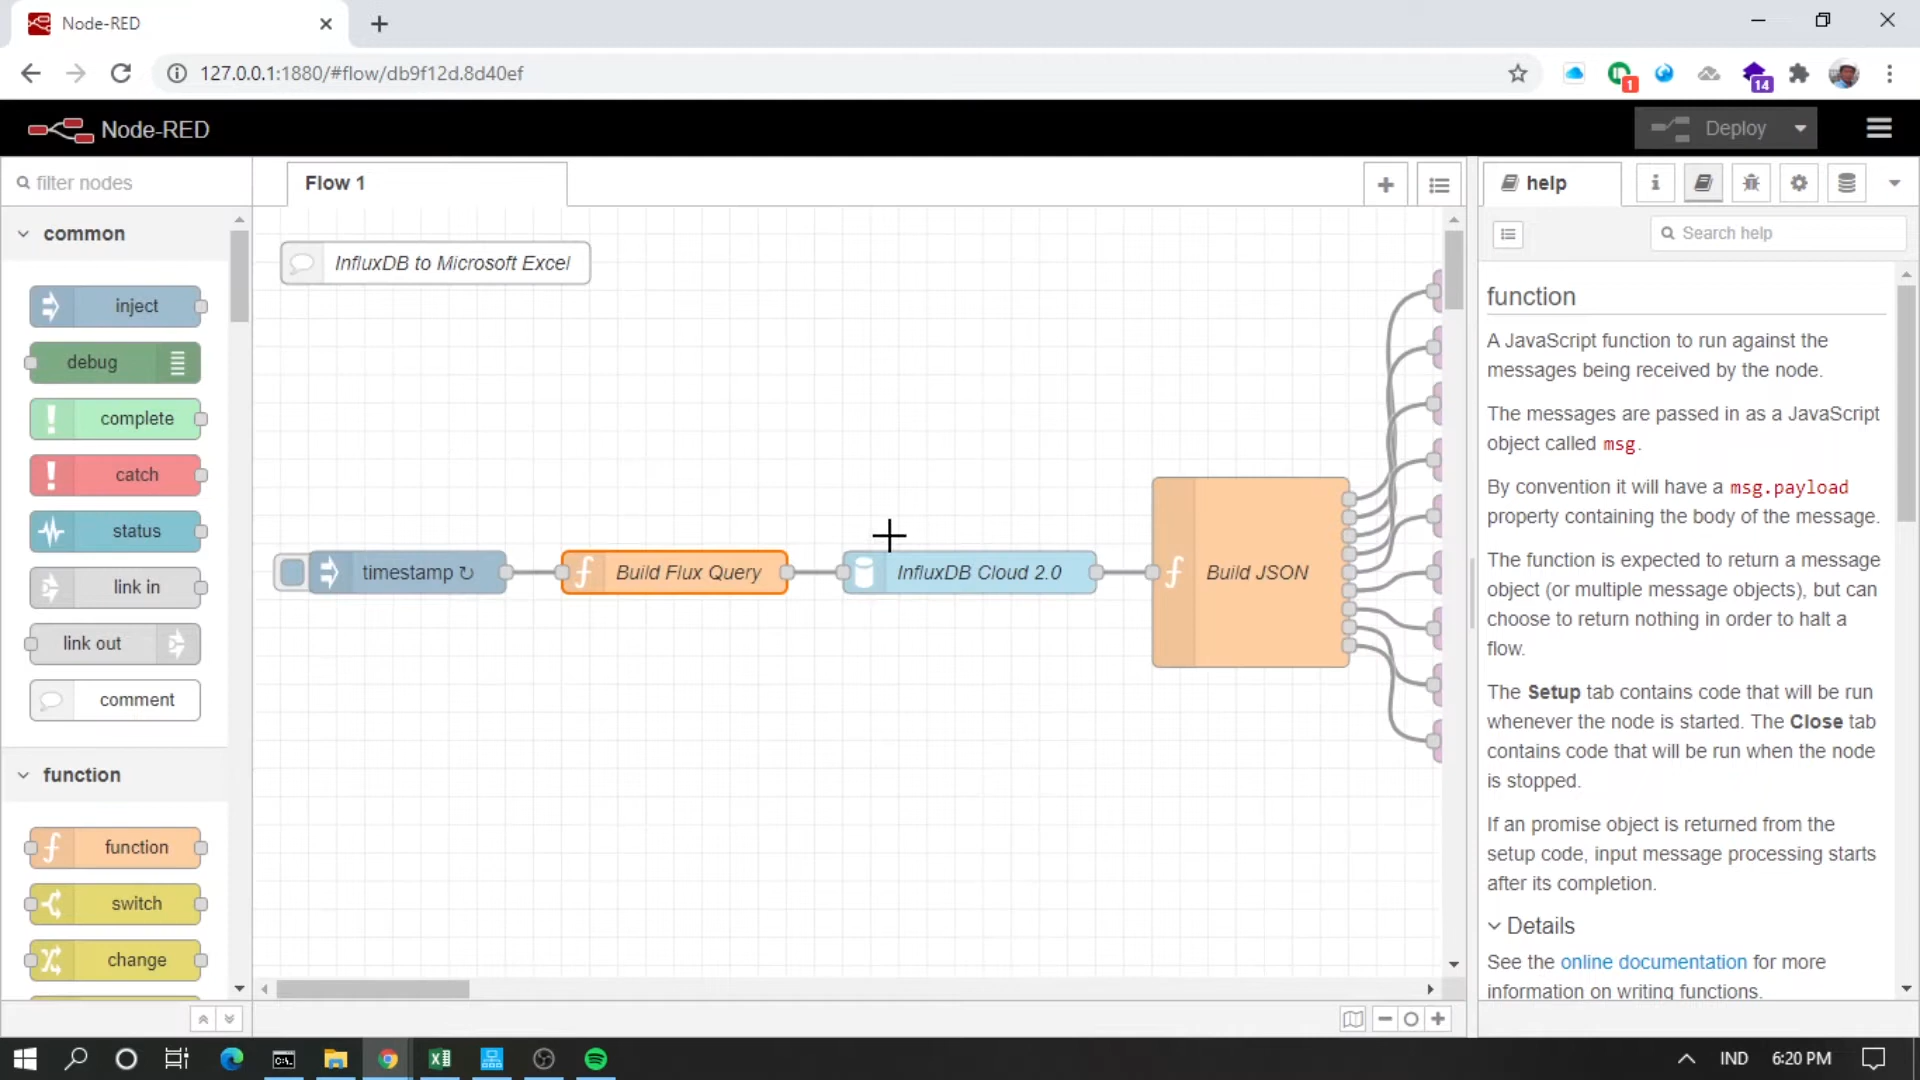 Node-RED
127.0.0.1:1880/#flow/db9f12d.8d40ef
1
14
Node-RED
Deploy
filter nodes
common
inject
debug
complete
catch
status
link in
link out
comment
function
function
switch
change
Flow 1
InfluxDB to Microsoft Excel
timestamp ↻
Build Flux Query
InfluxDB Cloud 2.0
Build JSON
help
Search help
function
A JavaScript function to run against the
messages being received by the node.
The messages are passed in as a JavaScript
object called msg.
By convention it will have a msg.payload
property containing the body of the message.
The function is expected to return a message
object (or multiple message objects), but can
choose to return nothing in order to halt a
flow.
The Setup tab contains code that will be run
whenever the node is started. The Close tab
contains code that will be run when the node
is stopped.
If an promise object is returned from the
setup code, input message processing starts
after its completion.
Details
See the online documentation for more
information on writing functions.
IND
6:20 PM